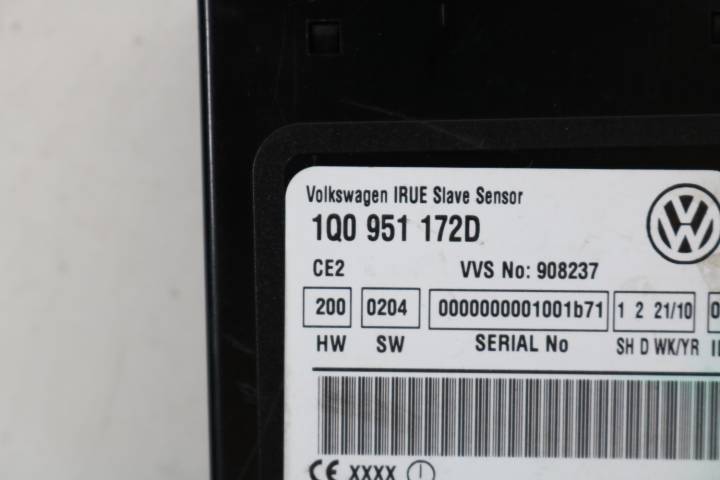 Volkswagen IRUE Slave Sensor
1Q0 951 172D
CE2 VVS No: 908237
200 0204 0000000001001b71 1 2 21/10
HW SW SERIAL No SH D WK/YR
CE XXXX